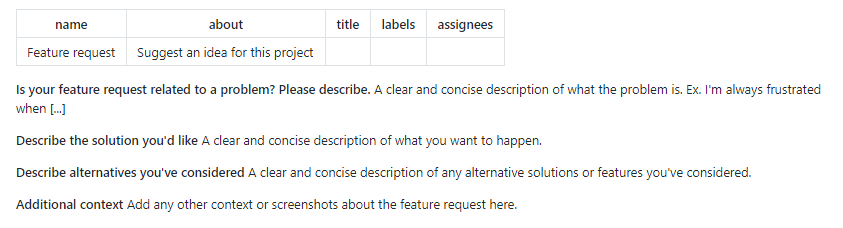 name about title labels assignees
Feature request Suggest an idea for this project
Is your feature request related to a problem? Please describe. A clear and concise description of what the problem is. Ex. I'm always frustrated
when [...]
Describe the solution you'd like A clear and concise description of what you want to happen.
Describe alternatives you've considered A clear and concise description of any alternative solutions or features you've considered.
Additional context Add any other context or screenshots about the feature request here.